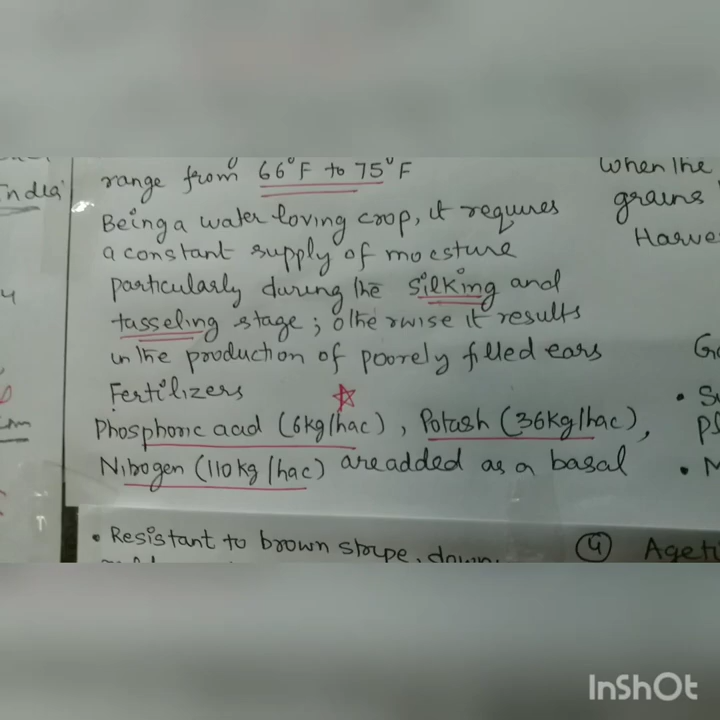 range from 66°F to 75°F
Being a water loving crop, it requires
a constant supply of moisture
particularly during the silking and
tasseling stage; otherwise it results
in the production of poorely filled ears
Fertilizers
Phosphoric acid (6kg/hac), Potash (36kg/hac),
Nitrogen (110 kg/hac) are added as a basal
• Resistant to brown stripe, down
India
when the
grains
Harve
④ Ageti
InShOt